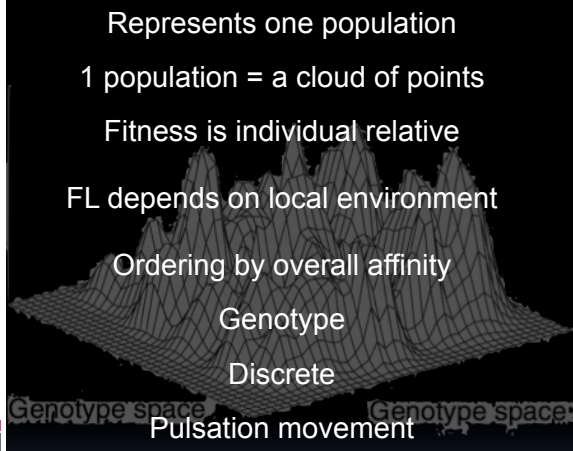 Represents one population
1 population = a cloud of points
Fitness is individual relative
FL depends on local environment
Ordering by overall affinity
Genotype
Discrete
Genotype space
Genotype space
Pulsation movement